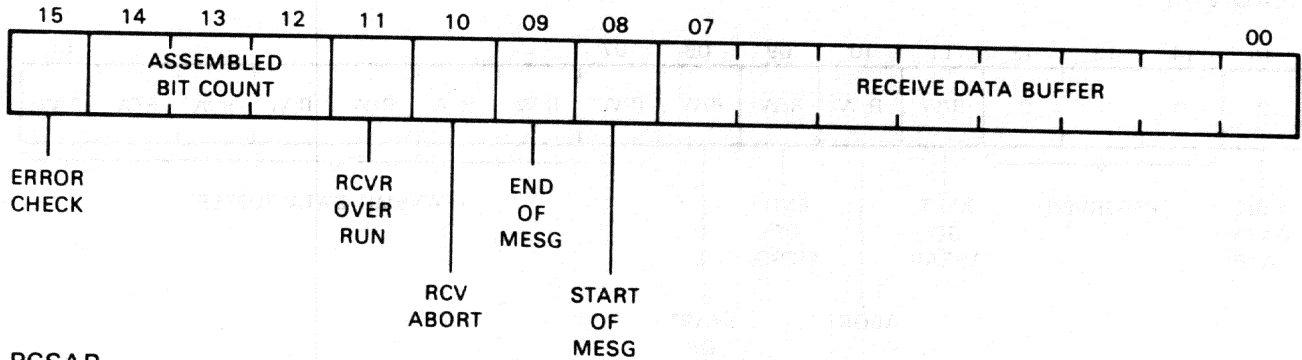 15 14 13 12 11 10 09 08 07 00
ASSEMBLED
BIT COUNT
RECEIVE DATA BUFFER
ERROR
CHECK
RCVR
OVER
RUN
END
OF
MESG
RCV
ABORT
START
OF
MESG